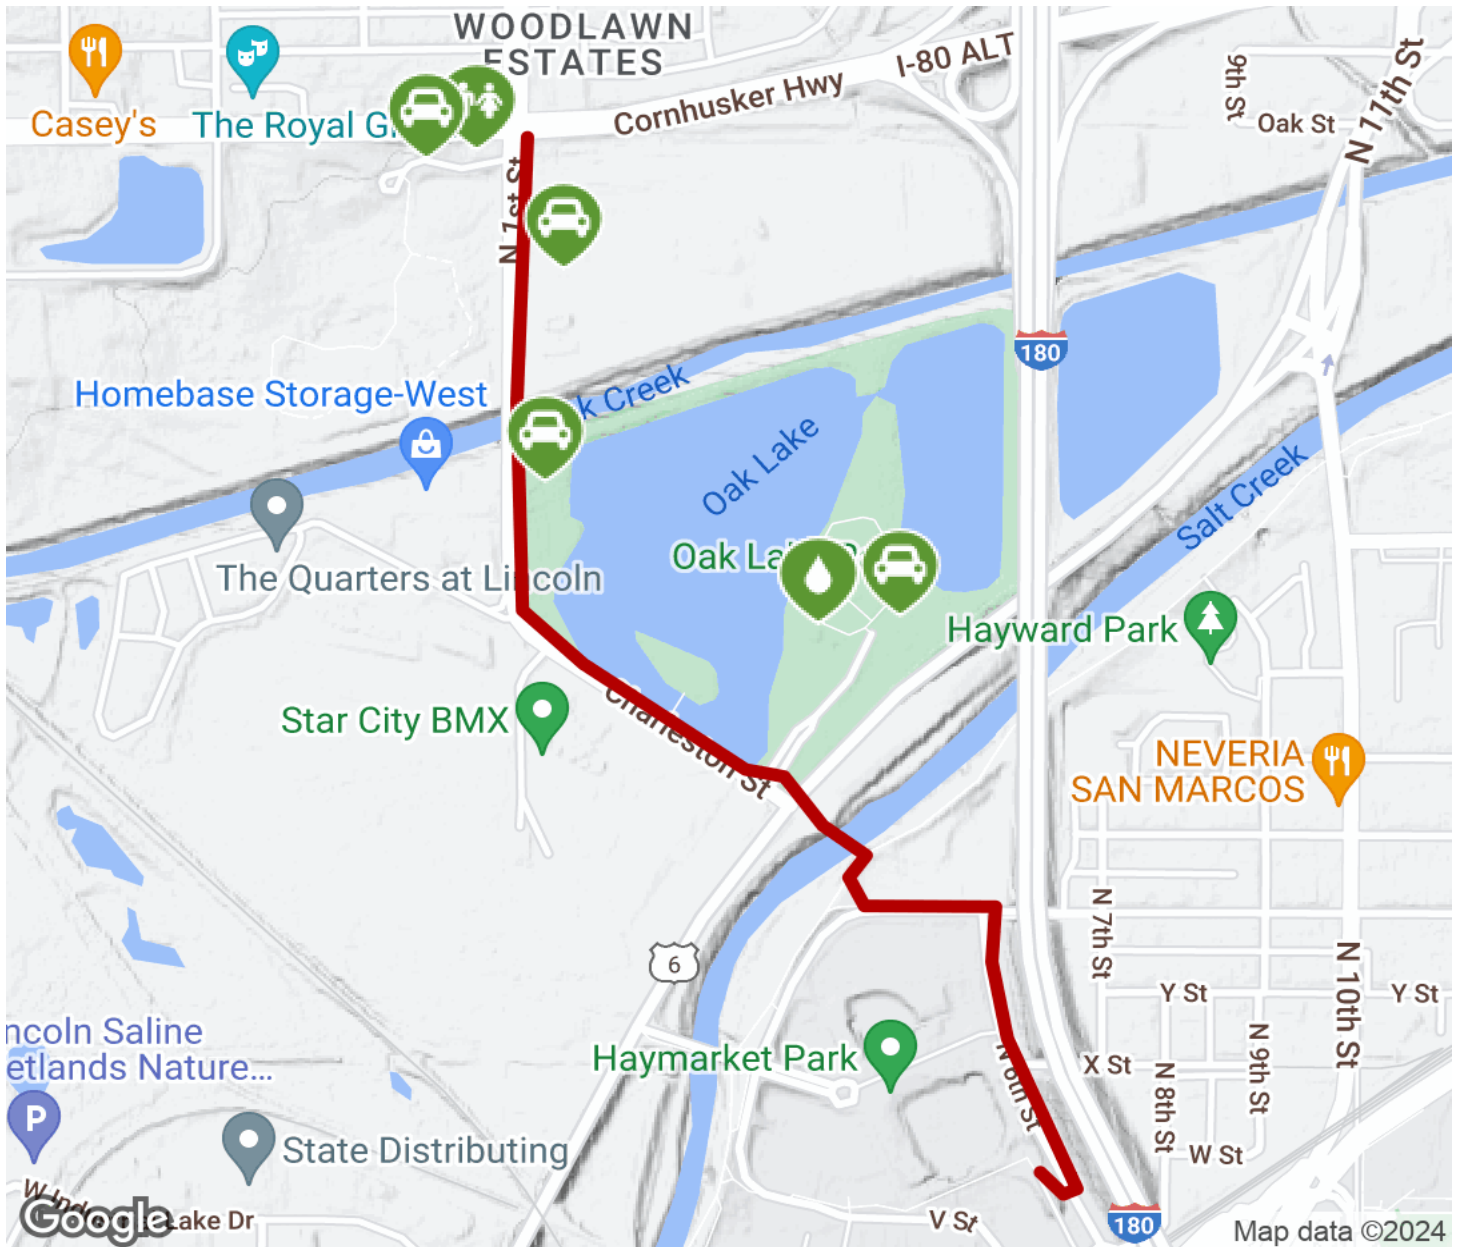 WOODLAWN
ESTATES
I-80 ALT
Cornhusker Hwy
Casey's
The Royal G
9th St
Oak St
N 11th St
N 1st St
180
Homebase Storage-West
k Creek
Oak Lake
Salt Creek
Oak La
The Quarters at Lincoln
Hayward Park
Star City BMX
Charleston St
NEVERIA
SAN MARCOS
6
N 7th St
Y St
Y St
N 10th St
ncoln Saline
etlands Nature...
P
Haymarket Park
N 6th St
X St
N 8th St
N 9th St
State Distributing
W St
Lake Dr
Google
V St
180
Map data ©2024